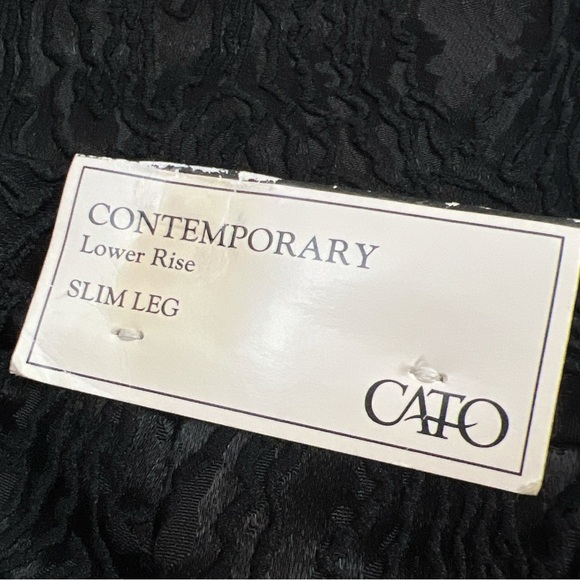 CONTEMPORARY
Lower Rise
SLIM LEG
CATO